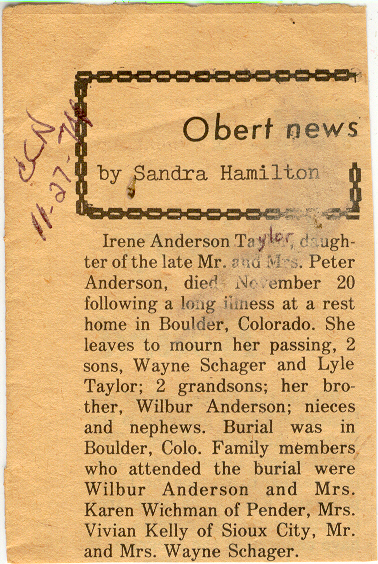 CCN
11-27-74
Obert news
by Sandra Hamilton
Irene Anderson Taylor, daugh-
ter of the late Mr. and Mrs. Peter
Anderson, died November 20
following a long illness at a rest
home in Boulder, Colorado. She
leaves to mourn her passing, 2
sons, Wayne Schager and Lyle
Taylor; 2 grandsons; her bro-
ther, Wilbur Anderson; nieces
and nephews. Burial was in
Boulder, Colo. Family members
who attended the burial were
Wilbur Anderson and Mrs.
Karen Wichman of Pender, Mrs.
Vivian Kelly of Sioux City, Mr.
and Mrs. Wayne Schager.